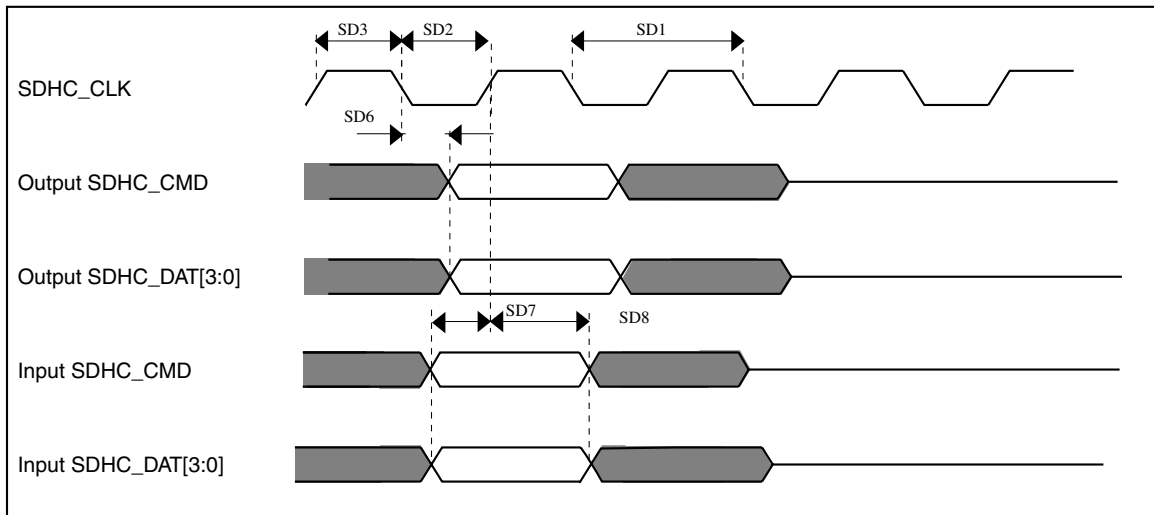 SD3 SD2 SD1
SDHC_CLK
SD6
Output SDHC_CMD
Output SDHC_DAT[3:0]
SD7 SD8
Input SDHC_CMD
Input SDHC_DAT[3:0]